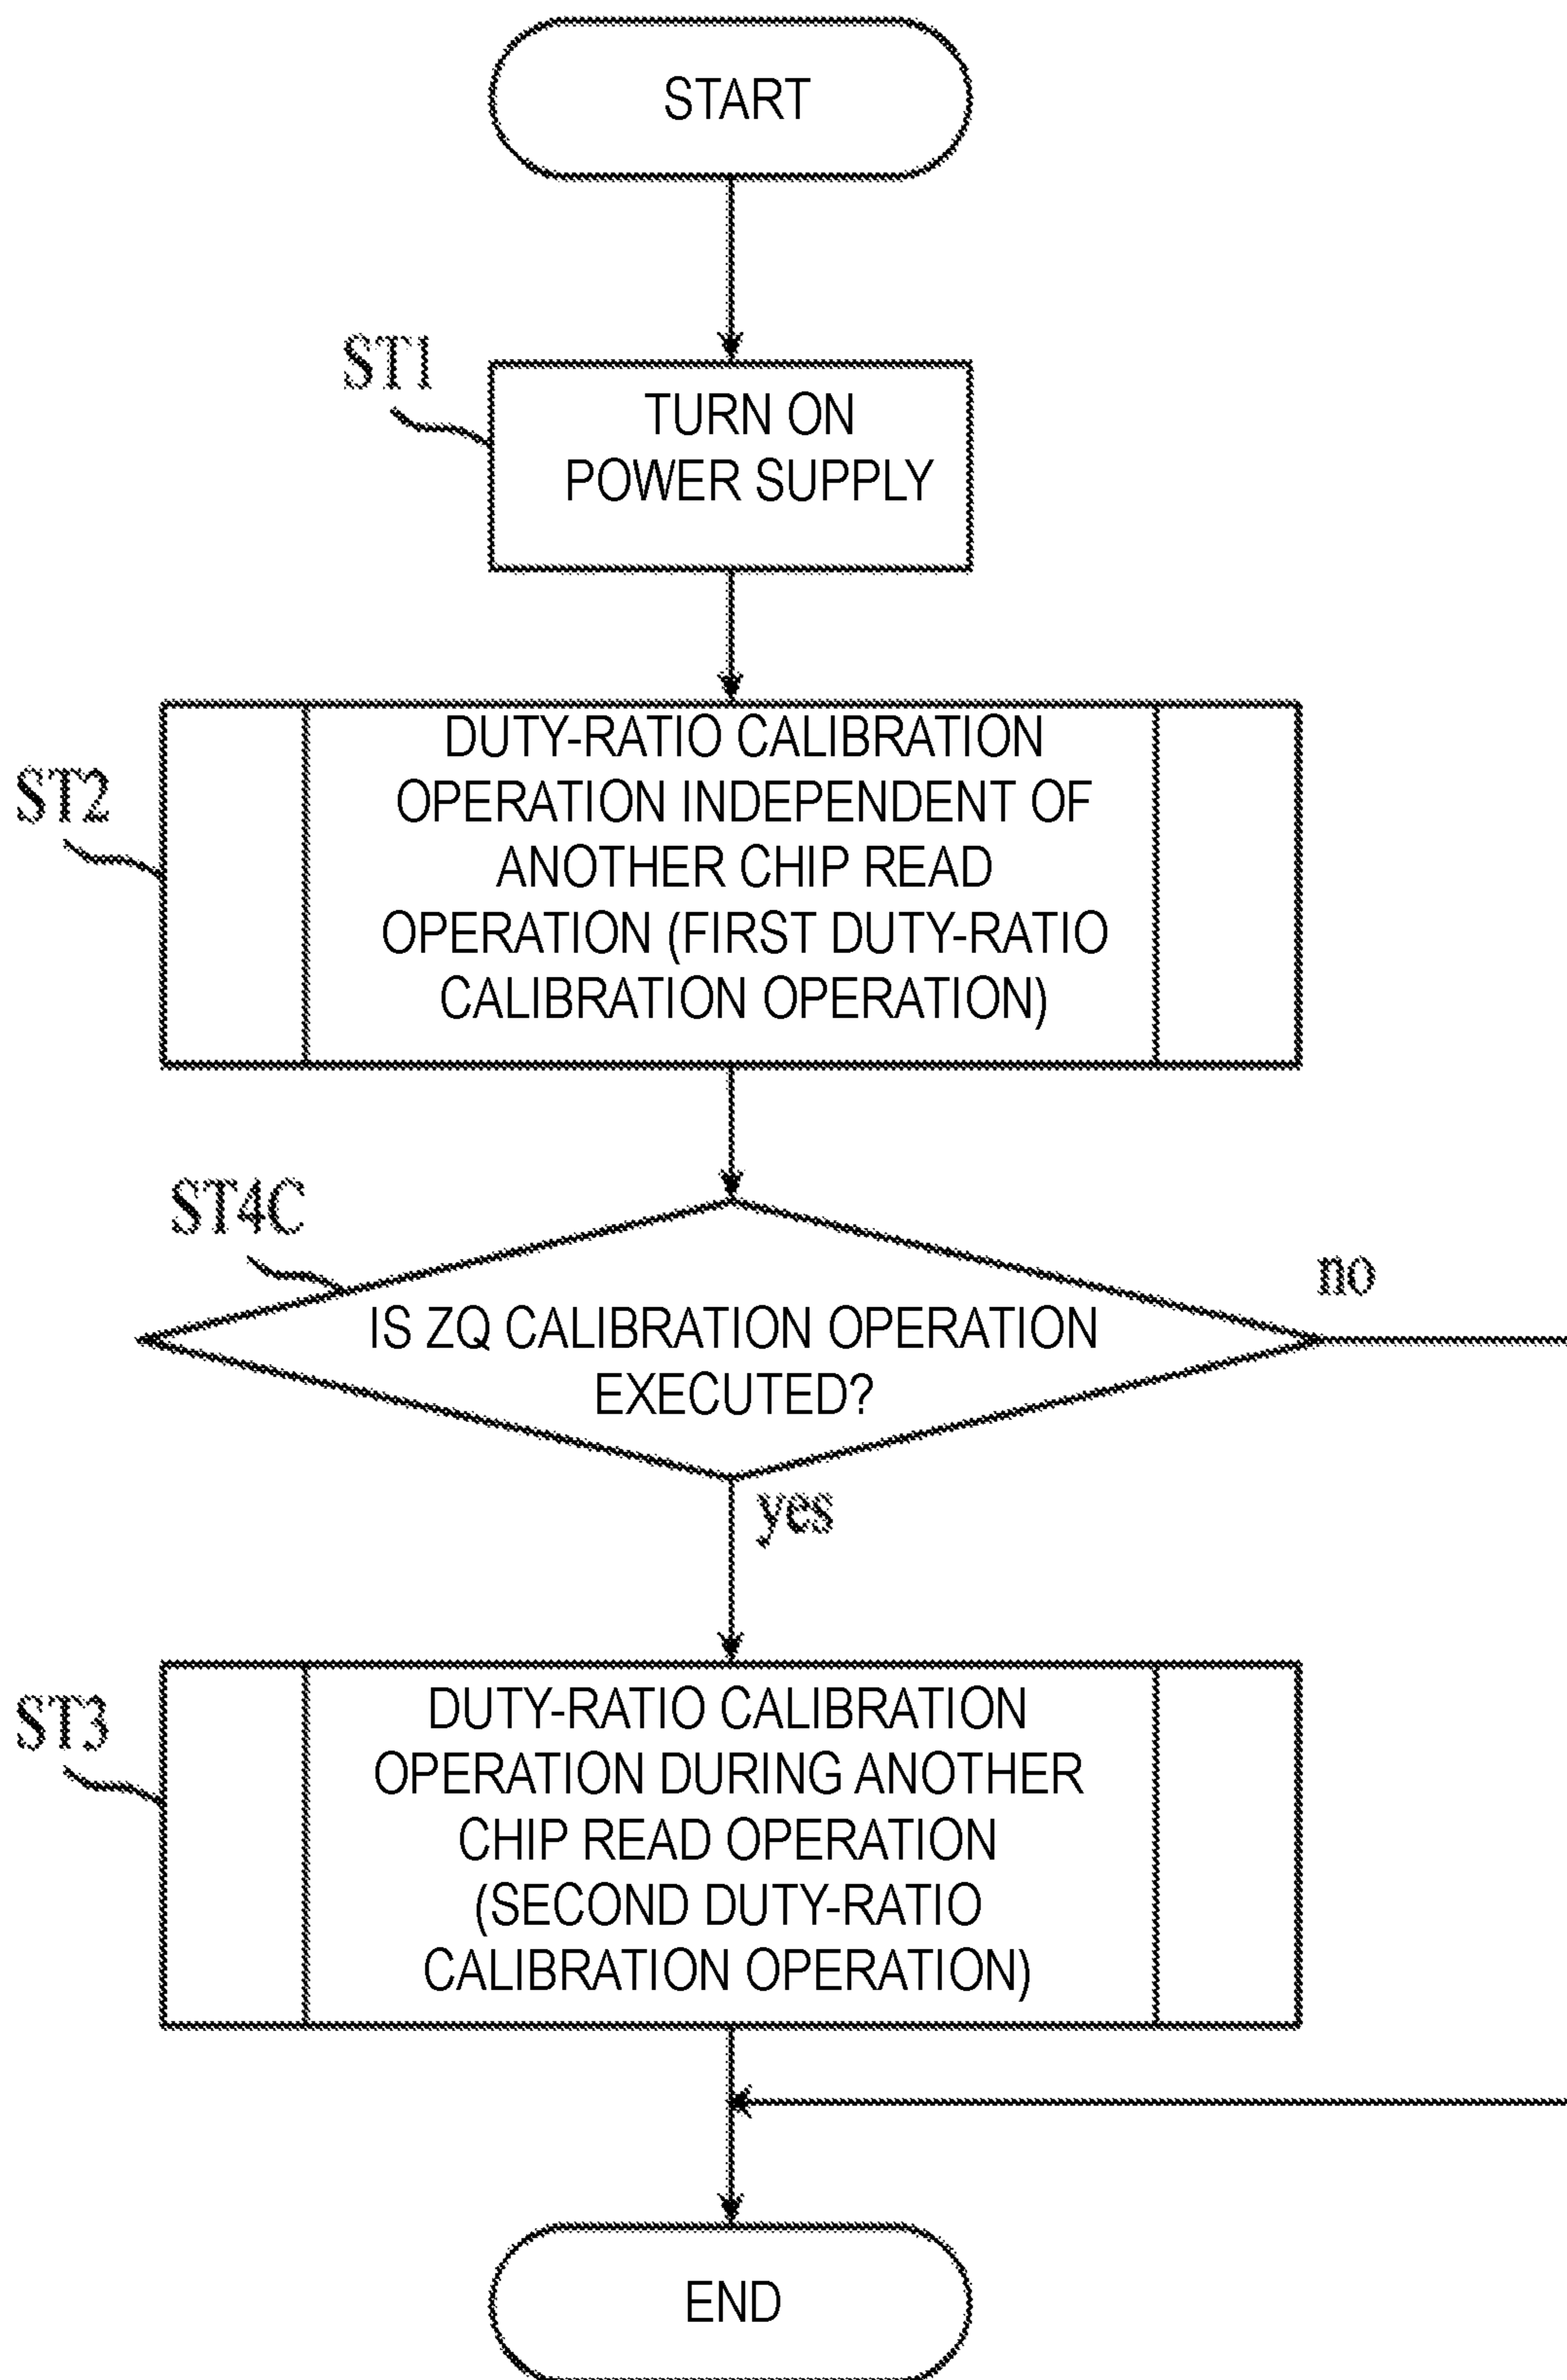 START
ST1
TURN ON
POWER SUPPLY
ST2
DUTY-RATIO CALIBRATION
OPERATION INDEPENDENT OF
ANOTHER CHIP READ
OPERATION (FIRST DUTY-RATIO
CALIBRATION OPERATION)
ST4C
IS ZQ CALIBRATION OPERATION
EXECUTED?
no
yes
ST3
DUTY-RATIO CALIBRATION
OPERATION DURING ANOTHER
CHIP READ OPERATION
(SECOND DUTY-RATIO
CALIBRATION OPERATION)
END